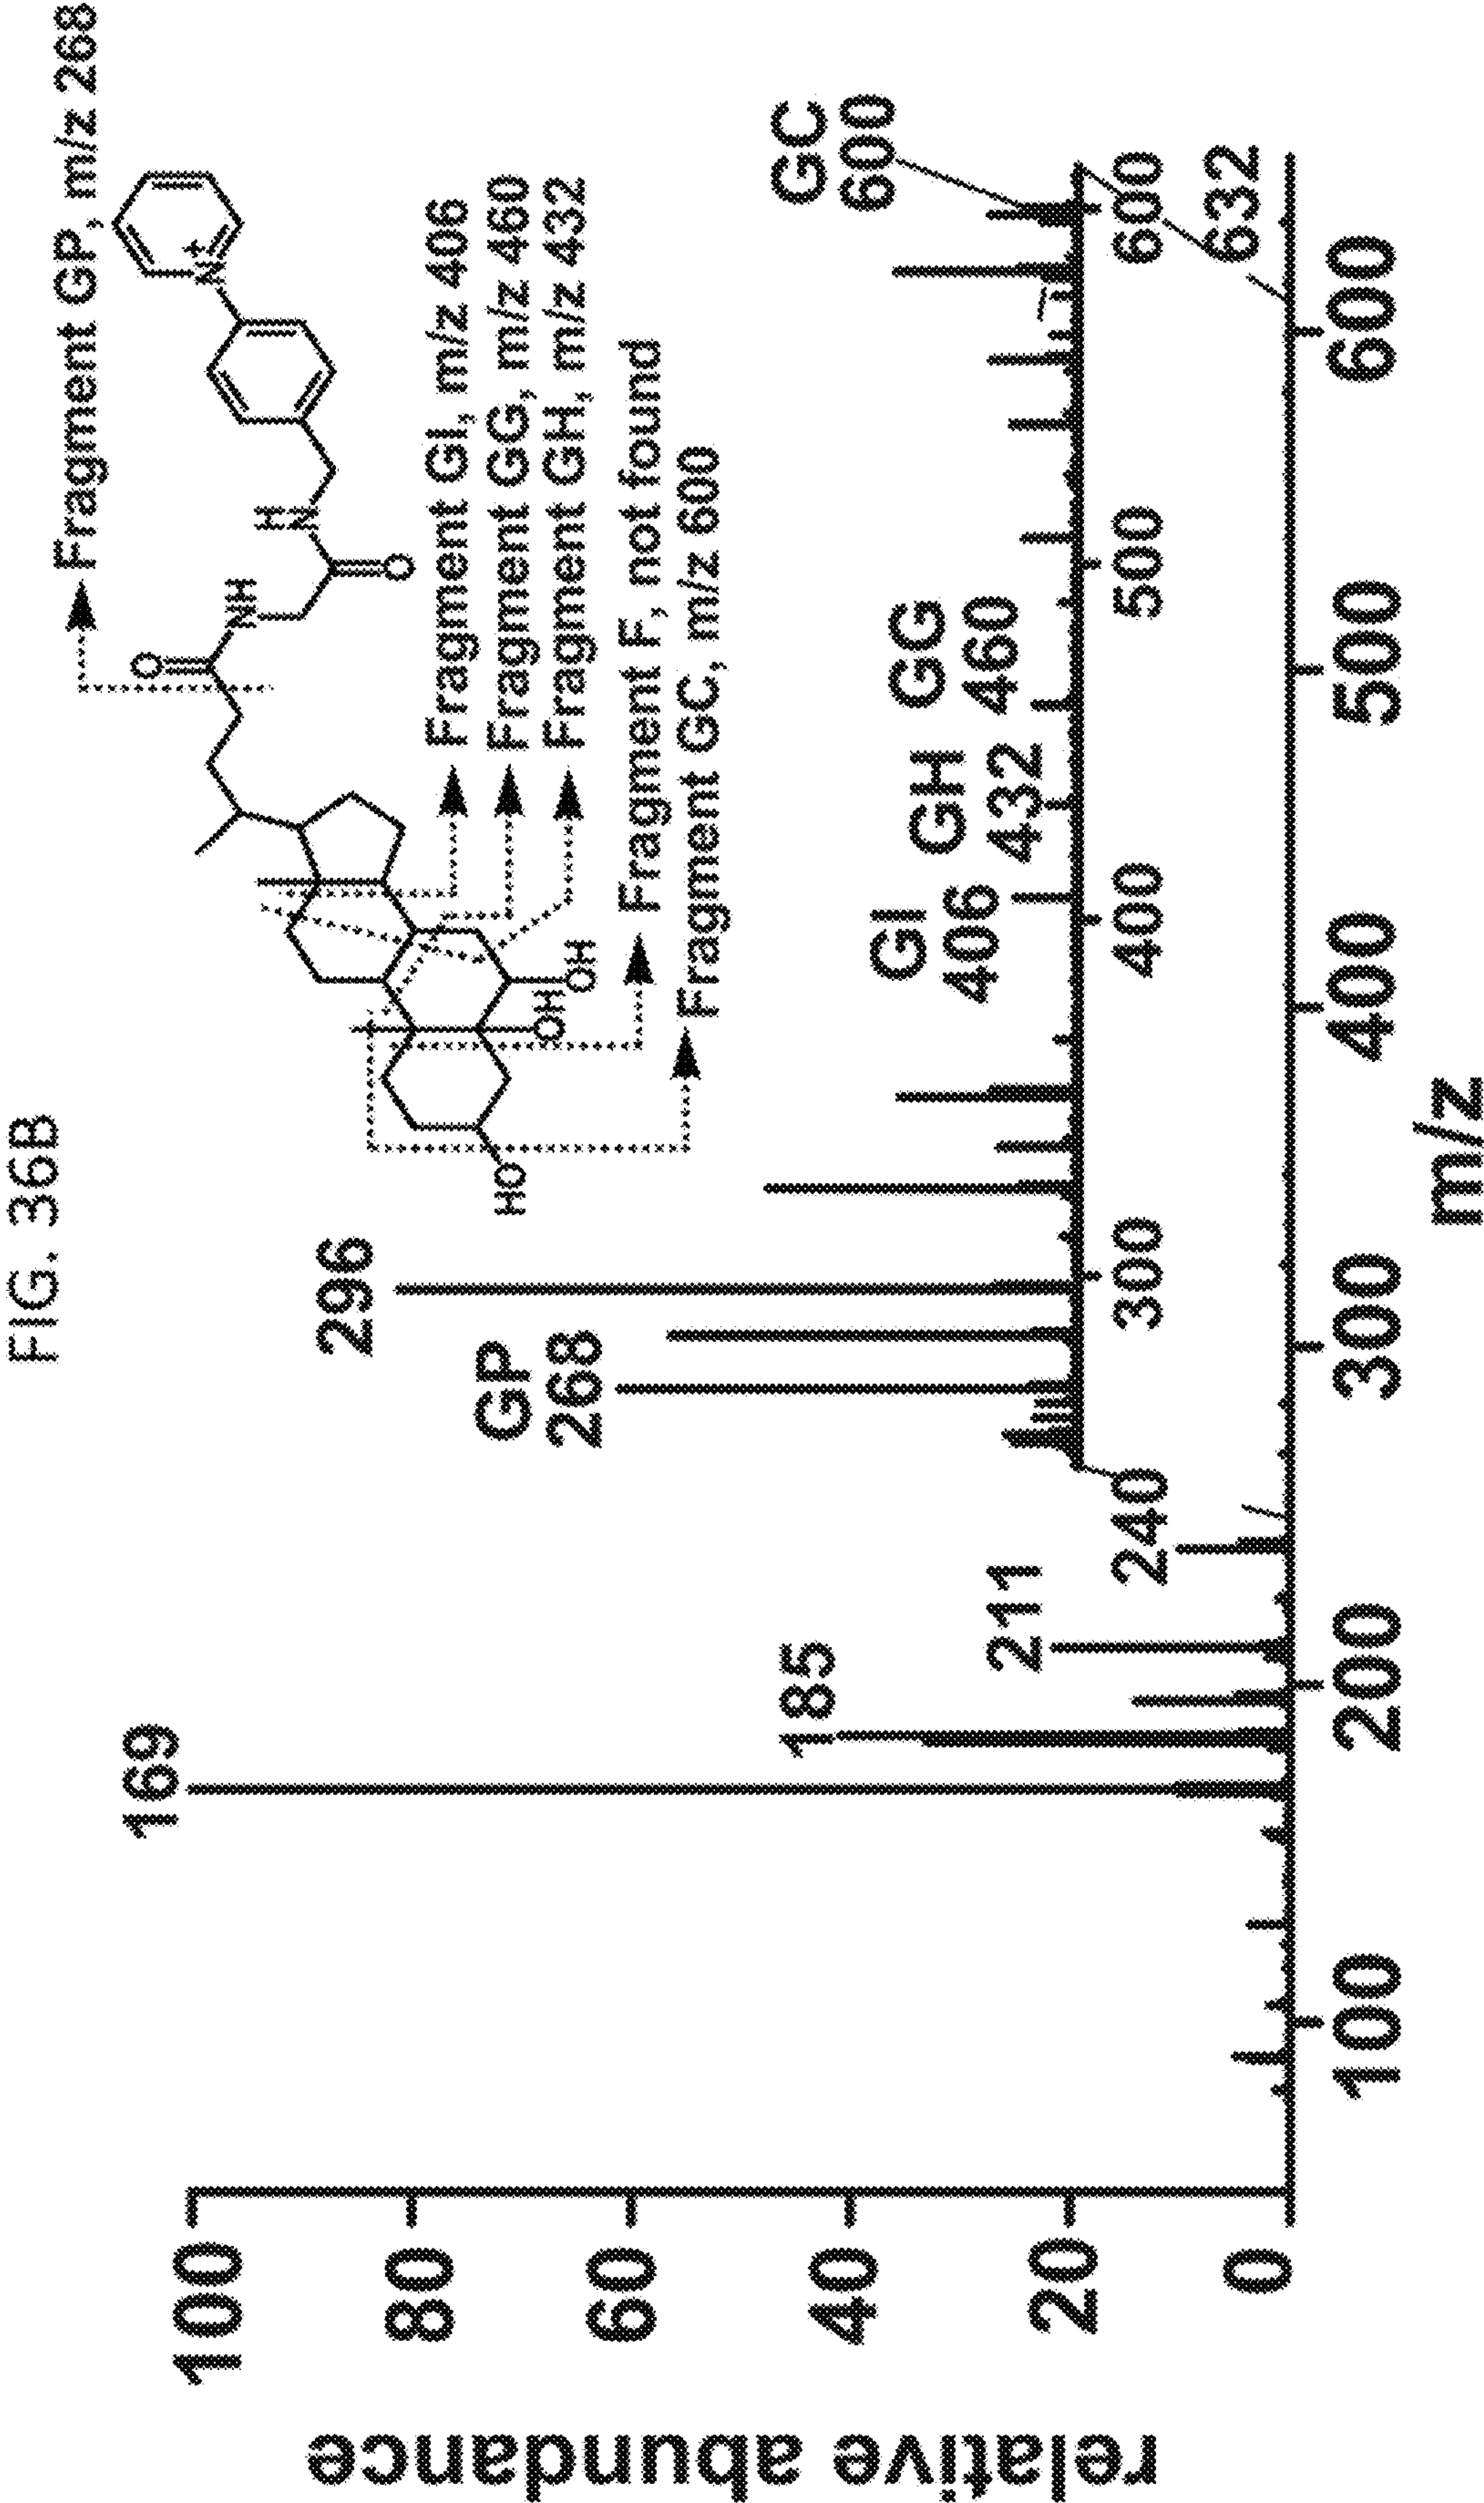 FIG. 36B
Fragment GP, m/z 268
O
NH
O
H
N
N+
HO
OH
OH
Fragment GI, m/z 406
Fragment GG, m/z 460
Fragment GH, m/z 432
Fragment F, not found
Fragment GC, m/z 600
relative abundance
100
80
60
40
20
0
169
185
211
240
GP
268
296
GI
406
GH
432
GG
460
GC
600
300
400
500
600
632
100
200
300
400
500
600
m/z